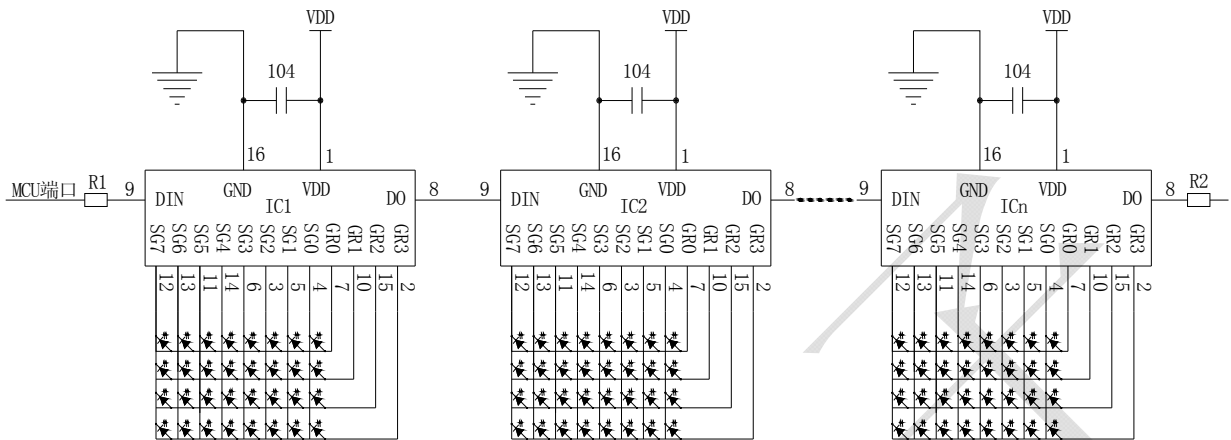 VDD VDD VDD
104 104 104
16 1 16 1 16 1
MCU端口 R1 9 8 9 8 9 8 R2
DIN GND VDD DO DIN GND VDD DO DIN GND VDD DO
IC1 IC2 ICn
SG7 SG6 SG5 SG4 SG3 SG2 SG1 SG0 GR0 GR1 GR2 GR3 SG7 SG6 SG5 SG4 SG3 SG2 SG1 SG0 GR0 GR1 GR2 GR3 SG7 SG6 SG5 SG4 SG3 SG2 SG1 SG0 GR0 GR1 GR2 GR3
12 13 11 14 6 3 5 4 7 10 15 2 12 13 11 14 6 3 5 4 7 10 15 2 12 13 11 14 6 3 5 4 7 10 15 2